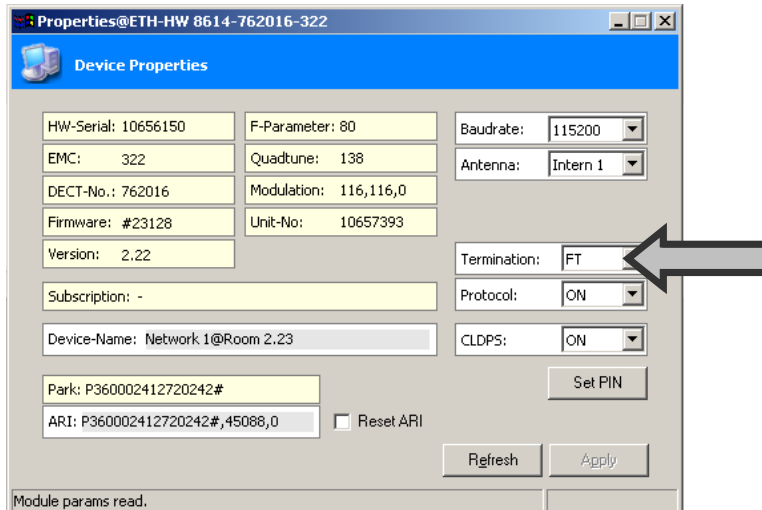 Properties@ETH-HW 8614-762016-322
Device Properties
HW-Serial: 10656150
EMC: 322
DECT-No.: 762016
Firmware: #23128
Version: 2.22
F-Parameter: 80
Quadtune: 138
Modulation: 116,116,0
Unit-No: 10657393
Baudrate: 115200
Antenna: Intern 1
Subscription: -
Device-Name: Network 1@Room 2.23
Termination: FT
Protocol: ON
CLDPS: ON
Park: P360002412720242#
ARI: P360002412720242#,45088,0
Reset ARI
Set PIN
Refresh
Apply
Module params read.